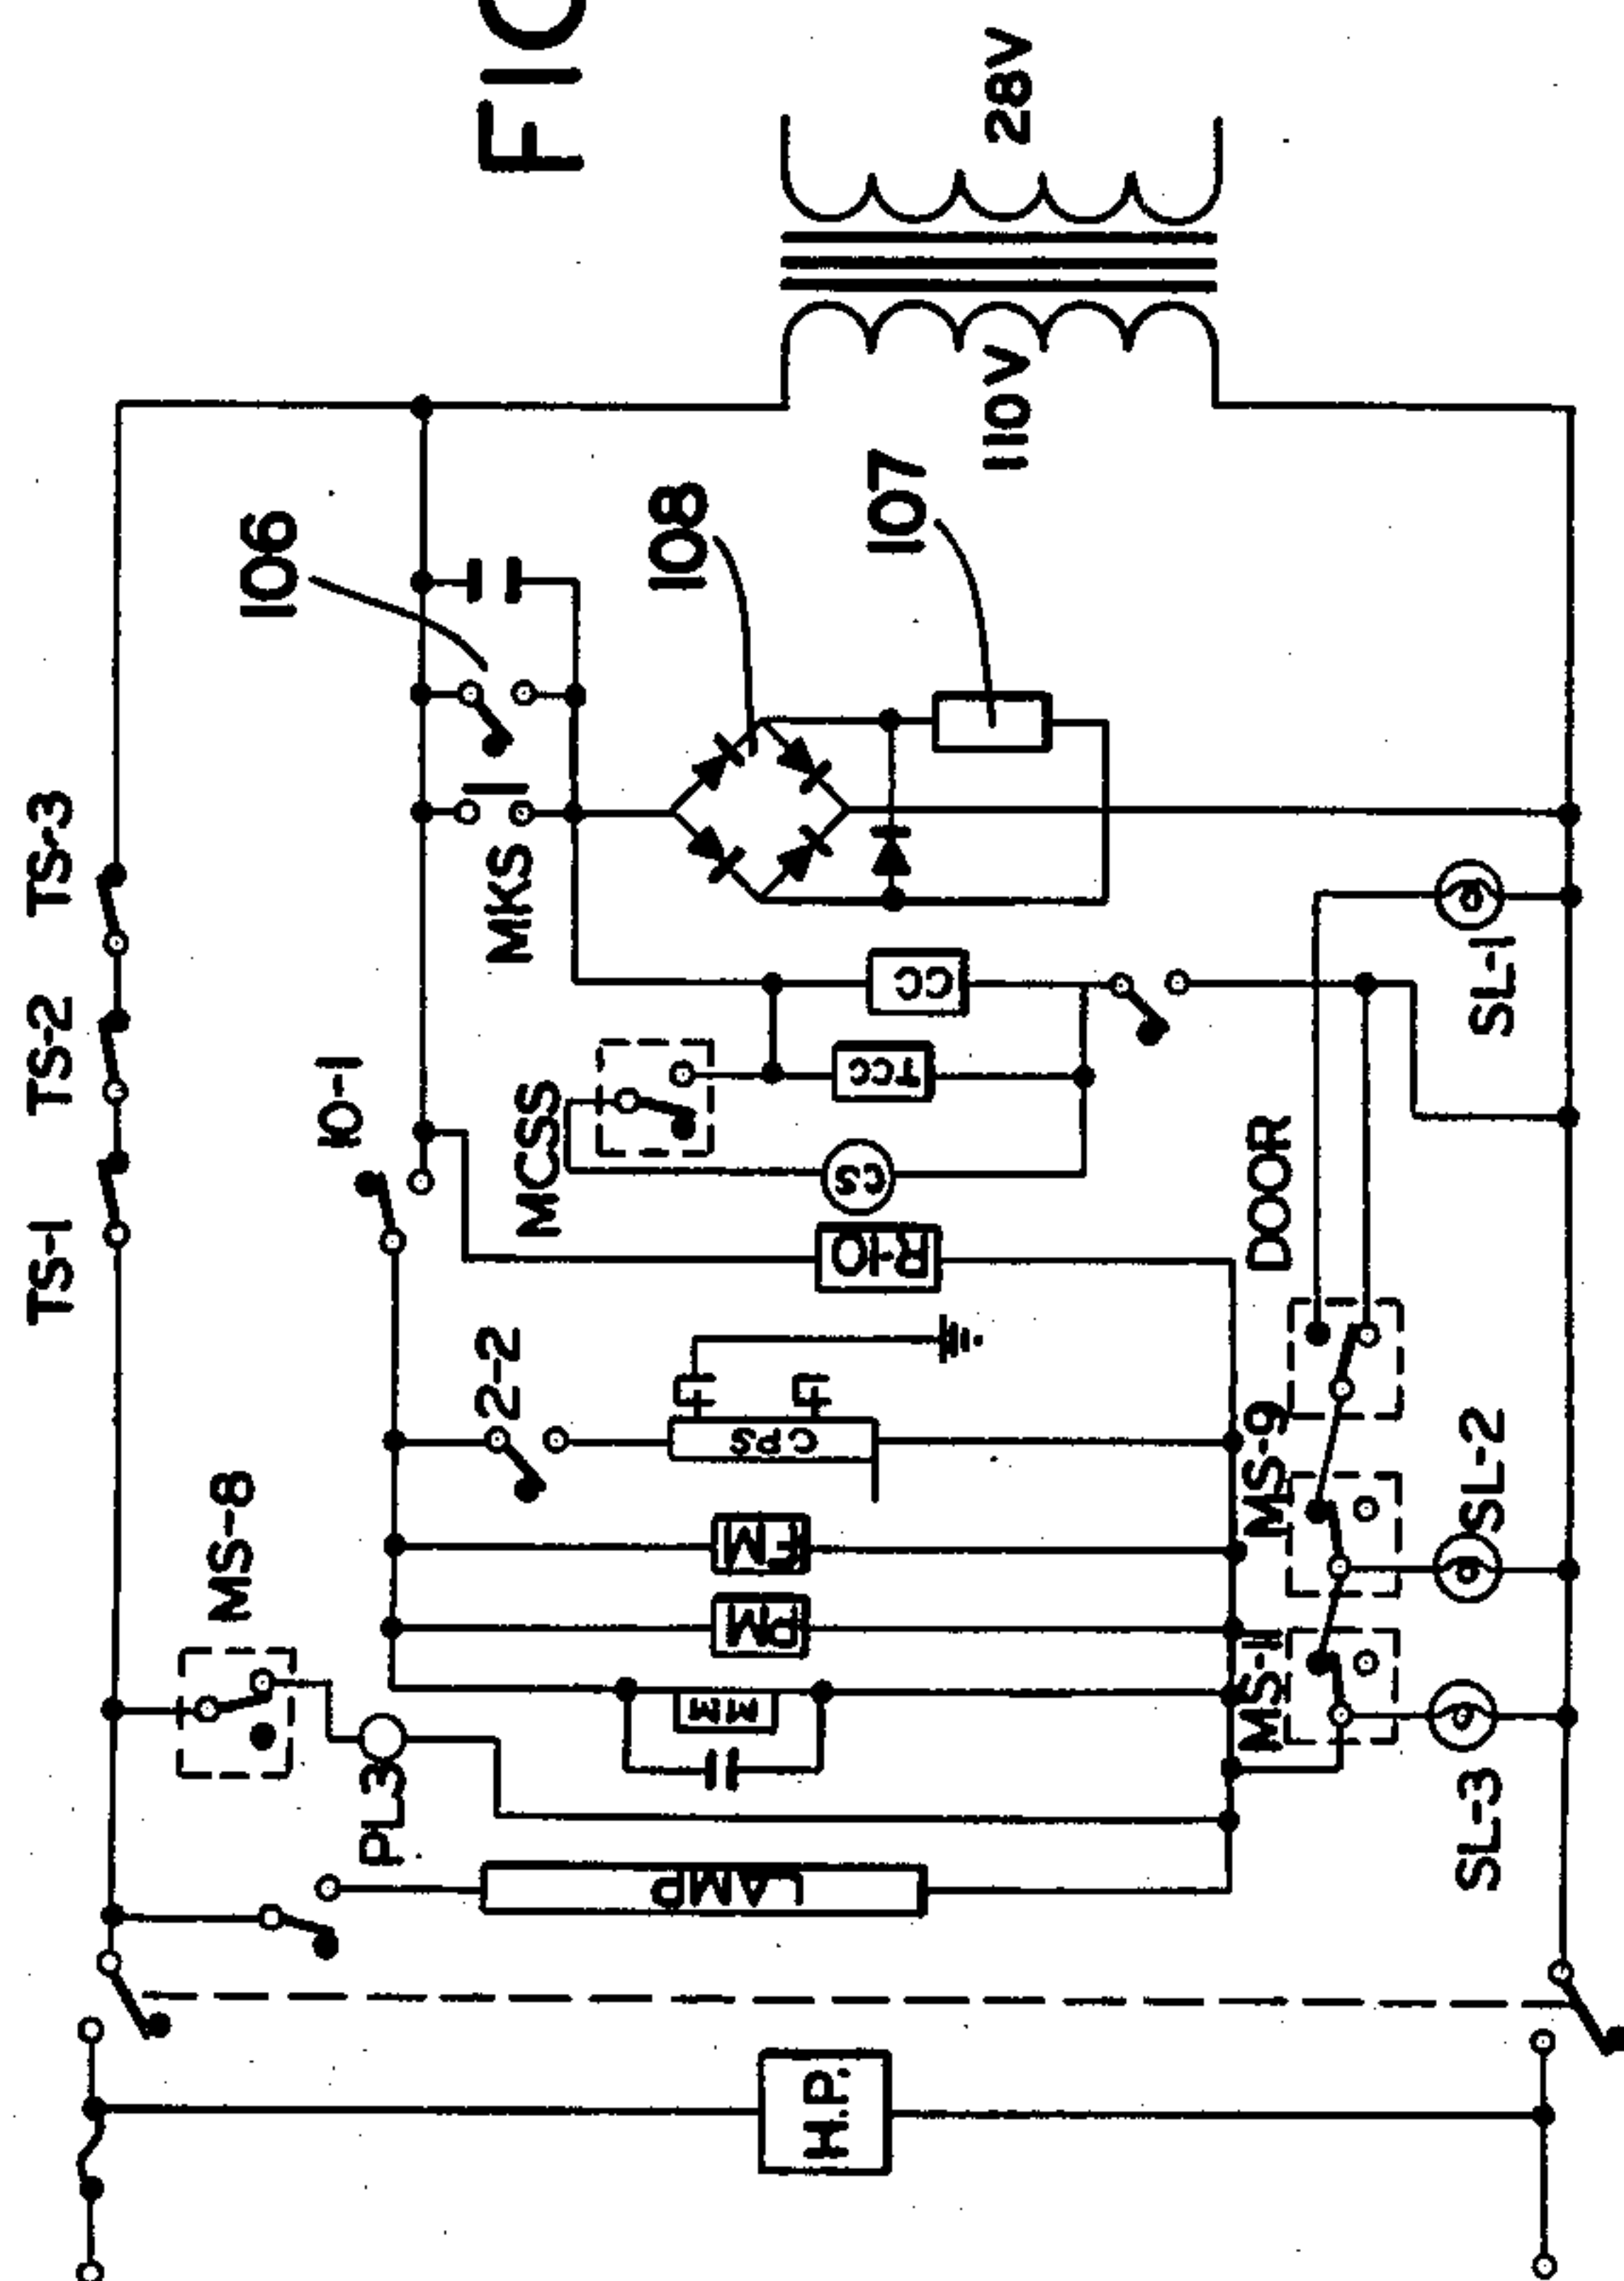 FIG
TS-1
TS-2
TS-3
106
10-1
MS-8
PL3
2-2
MCSS
MKS
108
107
110V
28V
CC
TCC
CS
R-10
CPS
FM
PM
MM
LAMP
H.P.
DOOR
MS-9
MS-11
SL-1
SL-2
SL-3